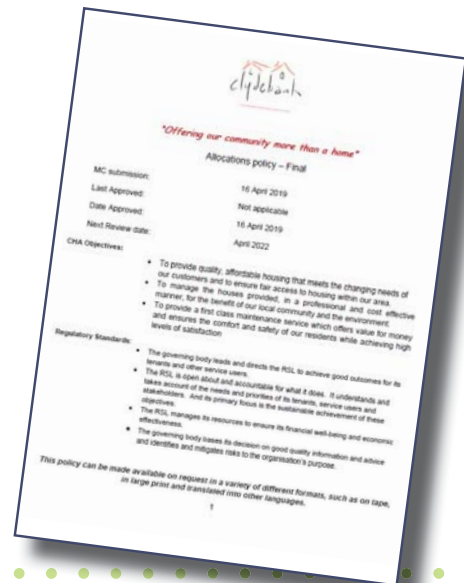 clydebank
"Offering our community more than a home"
Allocations policy – Final
MC submission: 16 April 2019
Last Approved: Not applicable
Date Approved: 16 April 2019
Next Review date: April 2022
CHA Objectives:
• To provide quality, affordable housing that meets the changing needs of
our customers and to ensure fair access to housing within our area.
• To manage the houses provided, in a professional and cost effective
manner, for the benefit of our local community and the environment.
• To provide a first class maintenance service which offers value for money
and ensures the comfort and safety of our residents while achieving high
levels of satisfaction
Regulatory Standards:
• The governing body leads and directs the RSL to achieve good outcomes for its
tenants and other service users.
• The RSL is open about and accountable for what it does. It understands and
takes account of the needs and priorities of its tenants, service users and
stakeholders. And its primary focus is the sustainable achievement of these
objectives.
• The RSL manages its resources to ensure its financial well-being and economic
effectiveness.
• The governing body bases its decision on good quality information and advice
and identifies and mitigates risks to the organisation's purpose.
This policy can be made available on request in a variety of different formats, such as on tape,
in large print and translated into other languages.
1